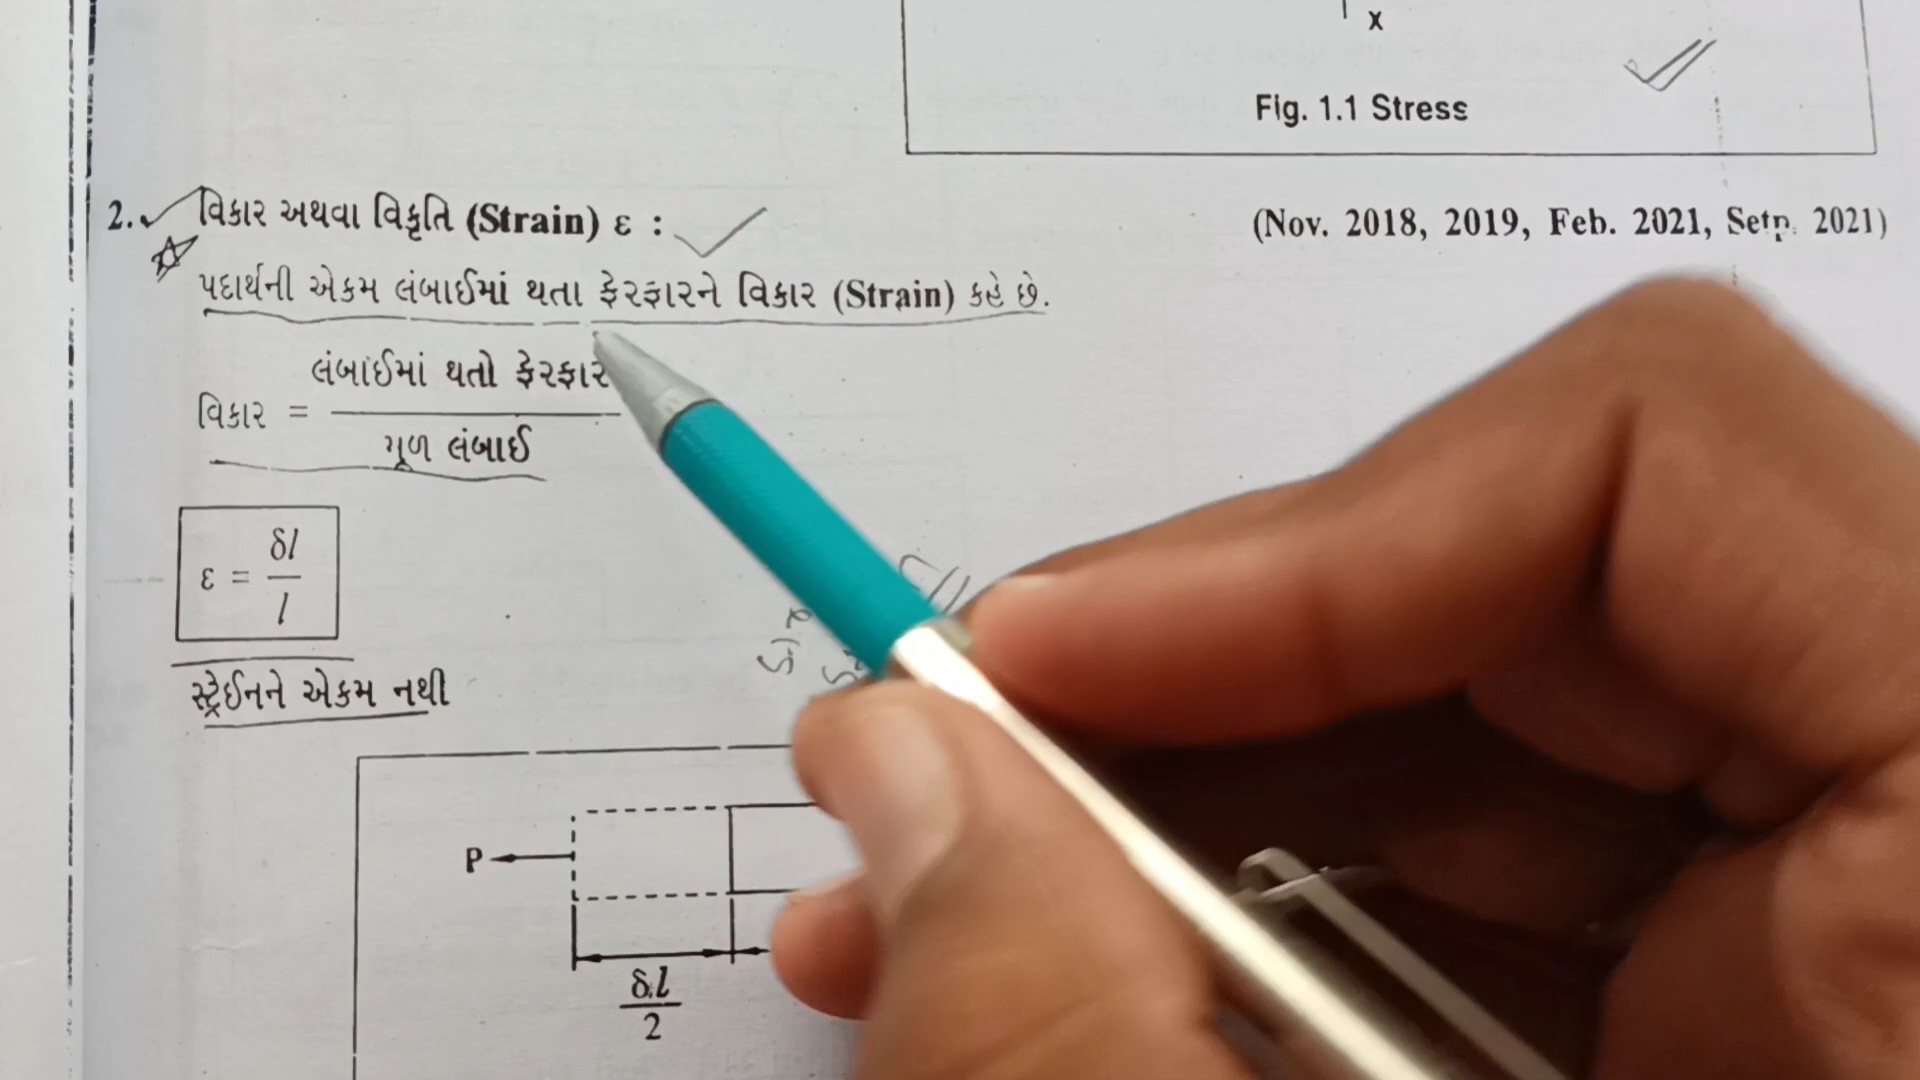 x
Fig. 1.1 Stress
2. વિકાર અથવા વિકૃતિ (Strain) ε : (Nov. 2018, 2019, Feb. 2021, Setp. 2021)
પદાર્થની એકમ લંબાઈમાં થતા ફેરફારને વિકાર (Strain) કહે છે.
વિકાર = લંબાઈમાં થતો ફેરફાર
મૂળ લંબાઈ
ε = δl
l
સ્ટ્રેઈનને એકમ નથી
P
δl
2